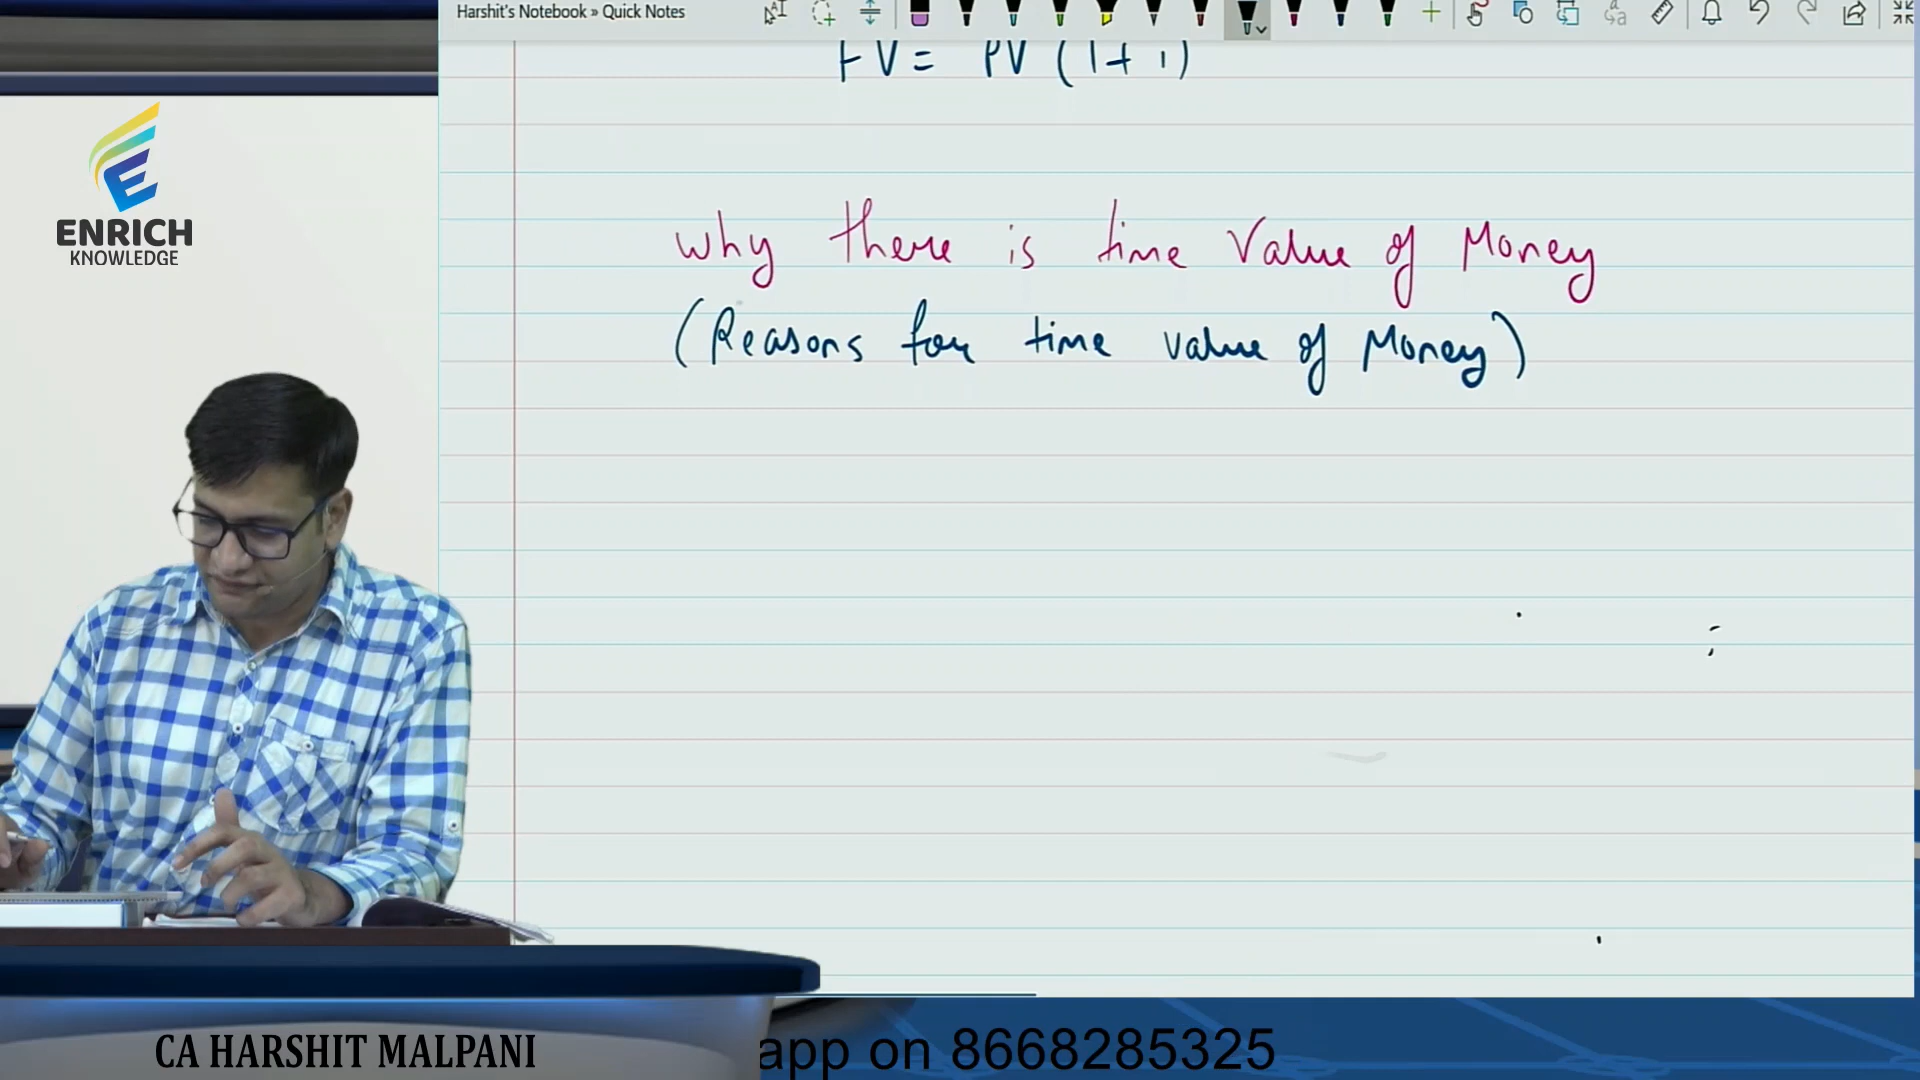 Harshit's Notebook » Quick Notes
FV = PV (1 + i)
ENRICH
KNOWLEDGE
Why there is time Value of Money
(Reasons for time value of Money)
CA HARSHIT MALPANI
app on 8668285325